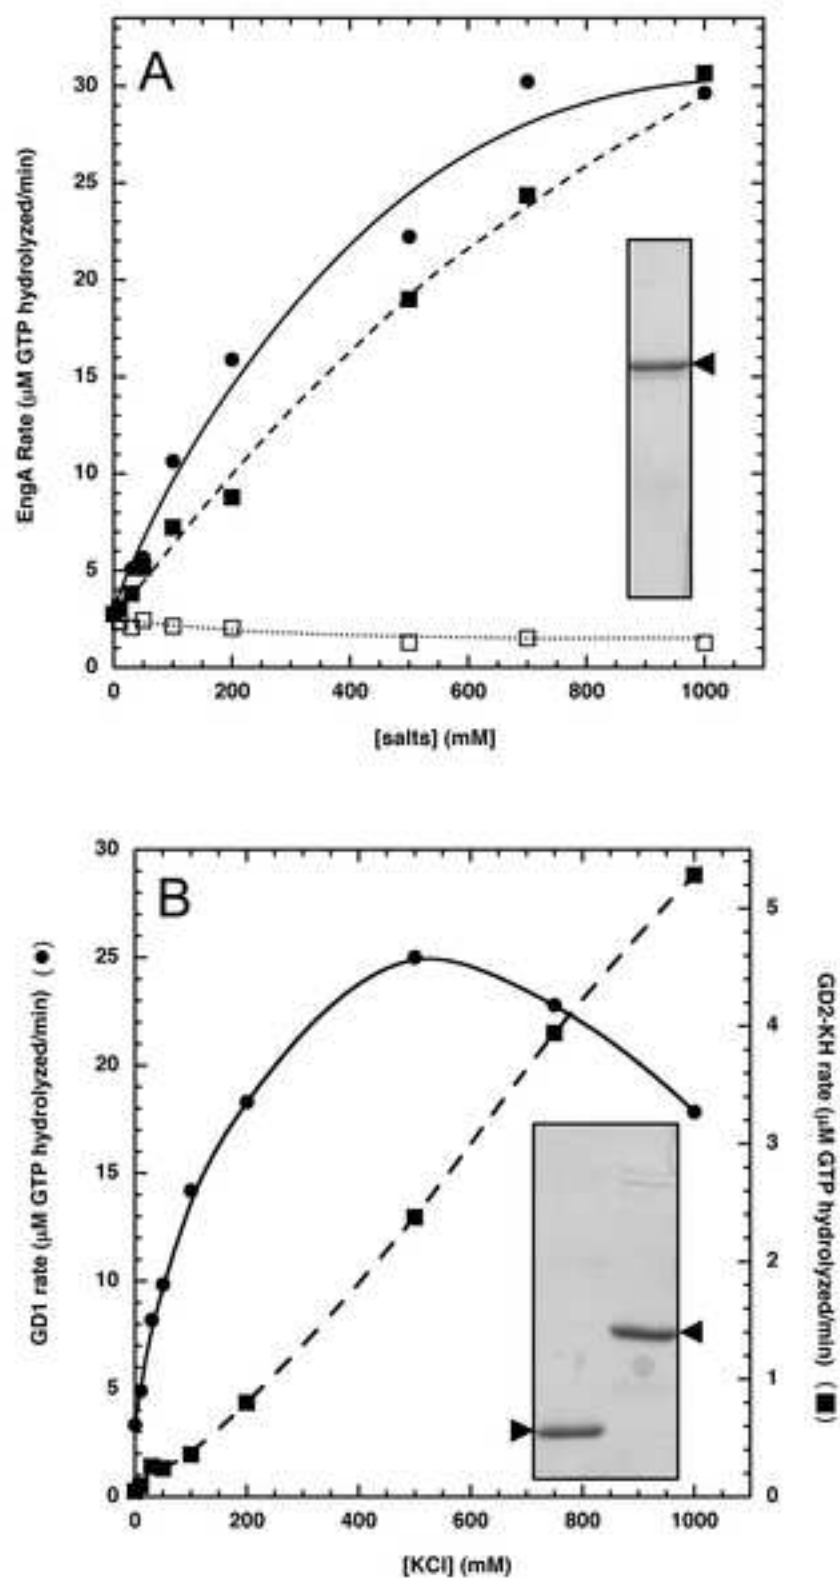 A
30
25
20
15
10
5
0
EngA Rate (μM GTP hydrolyzed/min)
0 200 400 600 800 1000
[salts] (mM)
B
30
25
20
15
10
5
0
GD1 rate (μM GTP hydrolyzed/min) (●)
5
4
3
2
1
0
GD2-KH rate (μM GTP hydrolyzed/min) (■)
0 200 400 600 800 1000
[KCl] (mM)